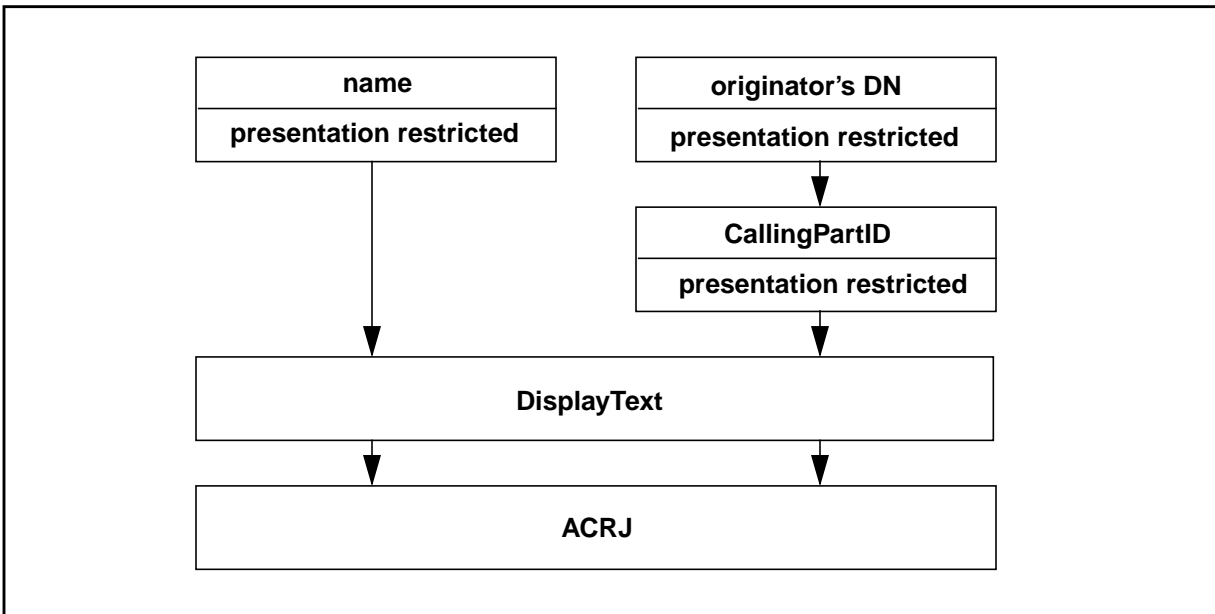 name
presentation restricted
originator’s DN
presentation restricted
CallingPartID
presentation restricted
DisplayText
ACRJ